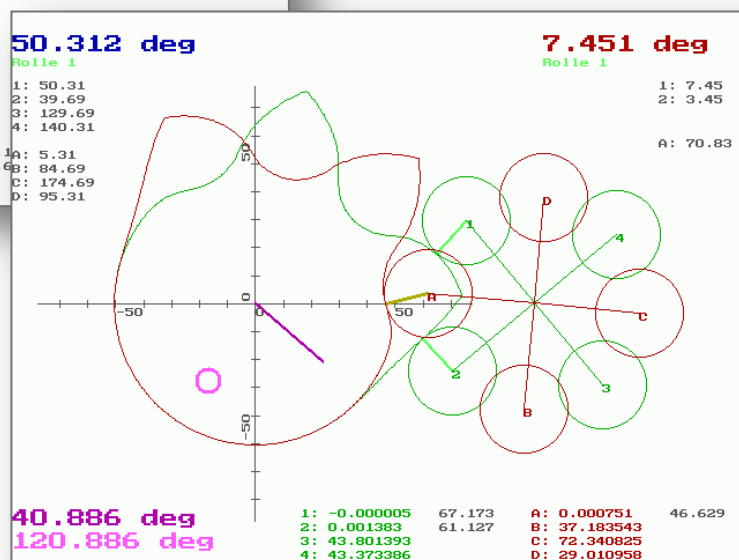 50.312 deg
Rolle 1
1: 50.31
2: 39.69
3: 129.69
4: 140.31
A: 5.31
B: 84.69
C: 174.69
D: 95.31
7.451 deg
Rolle 1
1: 7.45
2: 3.45
A: 70.83
50
0
-50
0
50
-50
1
2
3
4
A
B
C
D
40.886 deg
120.886 deg
1: -0.000005 67.173
2: 0.001383 61.127
3: 43.801393
4: 43.373386
A: 0.000751 46.629
B: 37.183543
C: 72.340825
D: 29.010958